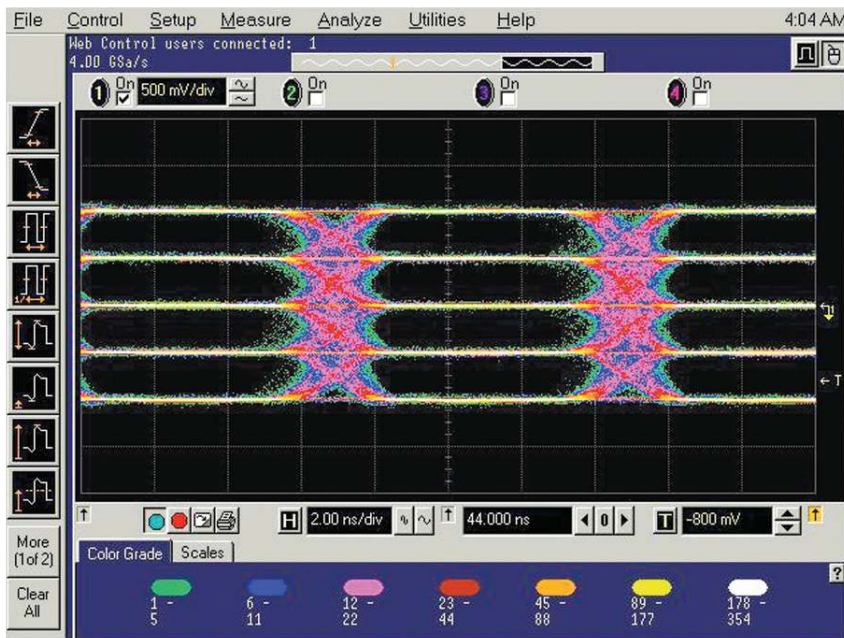 File Control Setup Measure Analyze Utilities Help 4:04 AM
Web Control users connected: 1
4.00 GSa/s
1 On 500 mV/div 2 On 3 On 4 On
T
H 2.00 ns/div 44.000 ns 0 T -800 mV
More
(1of 2)
Clear
All
Color Grade Scales
?
1 - 6 - 12 - 23 - 45 - 89 - 178 -
5 11 22 44 88 177 354